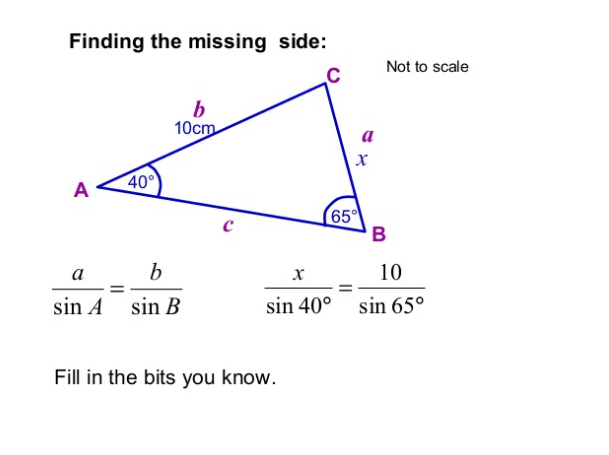 Finding the missing side:
Not to scale
C
b
10cm
a
x
40°
A
65°
c
B
a/sin A = b/sin B
x/sin 40° = 10/sin 65°
Fill in the bits you know.